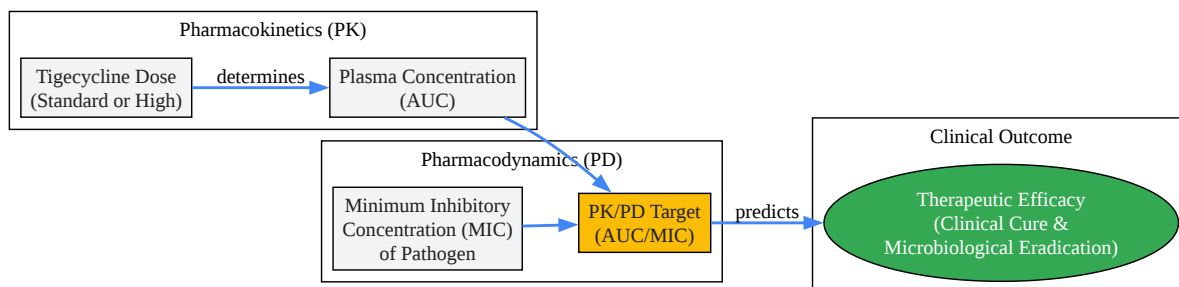 Pharmacokinetics (PK)
Tigecycline Dose
(Standard or High)
determines
Plasma Concentration
(AUC)
Pharmacodynamics (PD)
Minimum Inhibitory
Concentration (MIC)
of Pathogen
PK/PD Target
(AUC/MIC)
predicts
Clinical Outcome
Therapeutic Efficacy
(Clinical Cure &
Microbiological Eradication)